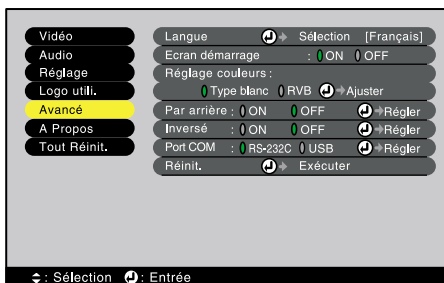 Vidéo
Audio
Réglage
Logo utili.
Avancé
A Propos
Tout Réinit.
Langue Sélection [Français]
Ecran démarrage : ON OFF
Réglage couleurs :
Type blanc RVB Ajuster
Par arrière : ON OFF Régler
Inversé : ON OFF Régler
Port COM : RS-232C USB Régler
Réinit. Exécuter
: Sélection : Entrée